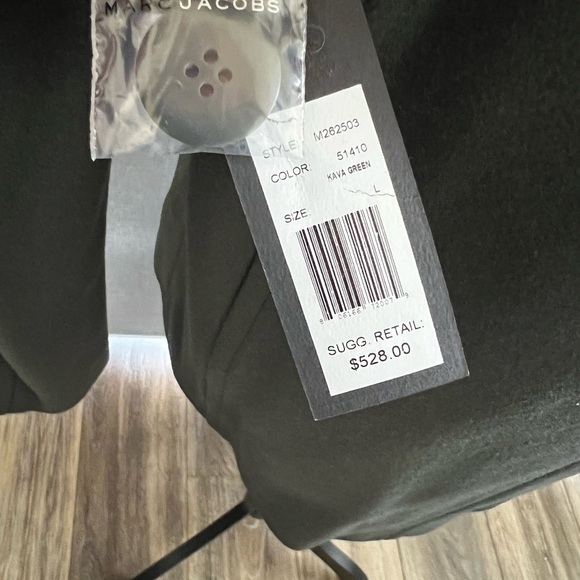 MARC JACOBS
STYLE: M262503
COLOR: 51410
KAVA GREEN
SIZE: L
SUGG. RETAIL:
$528.00